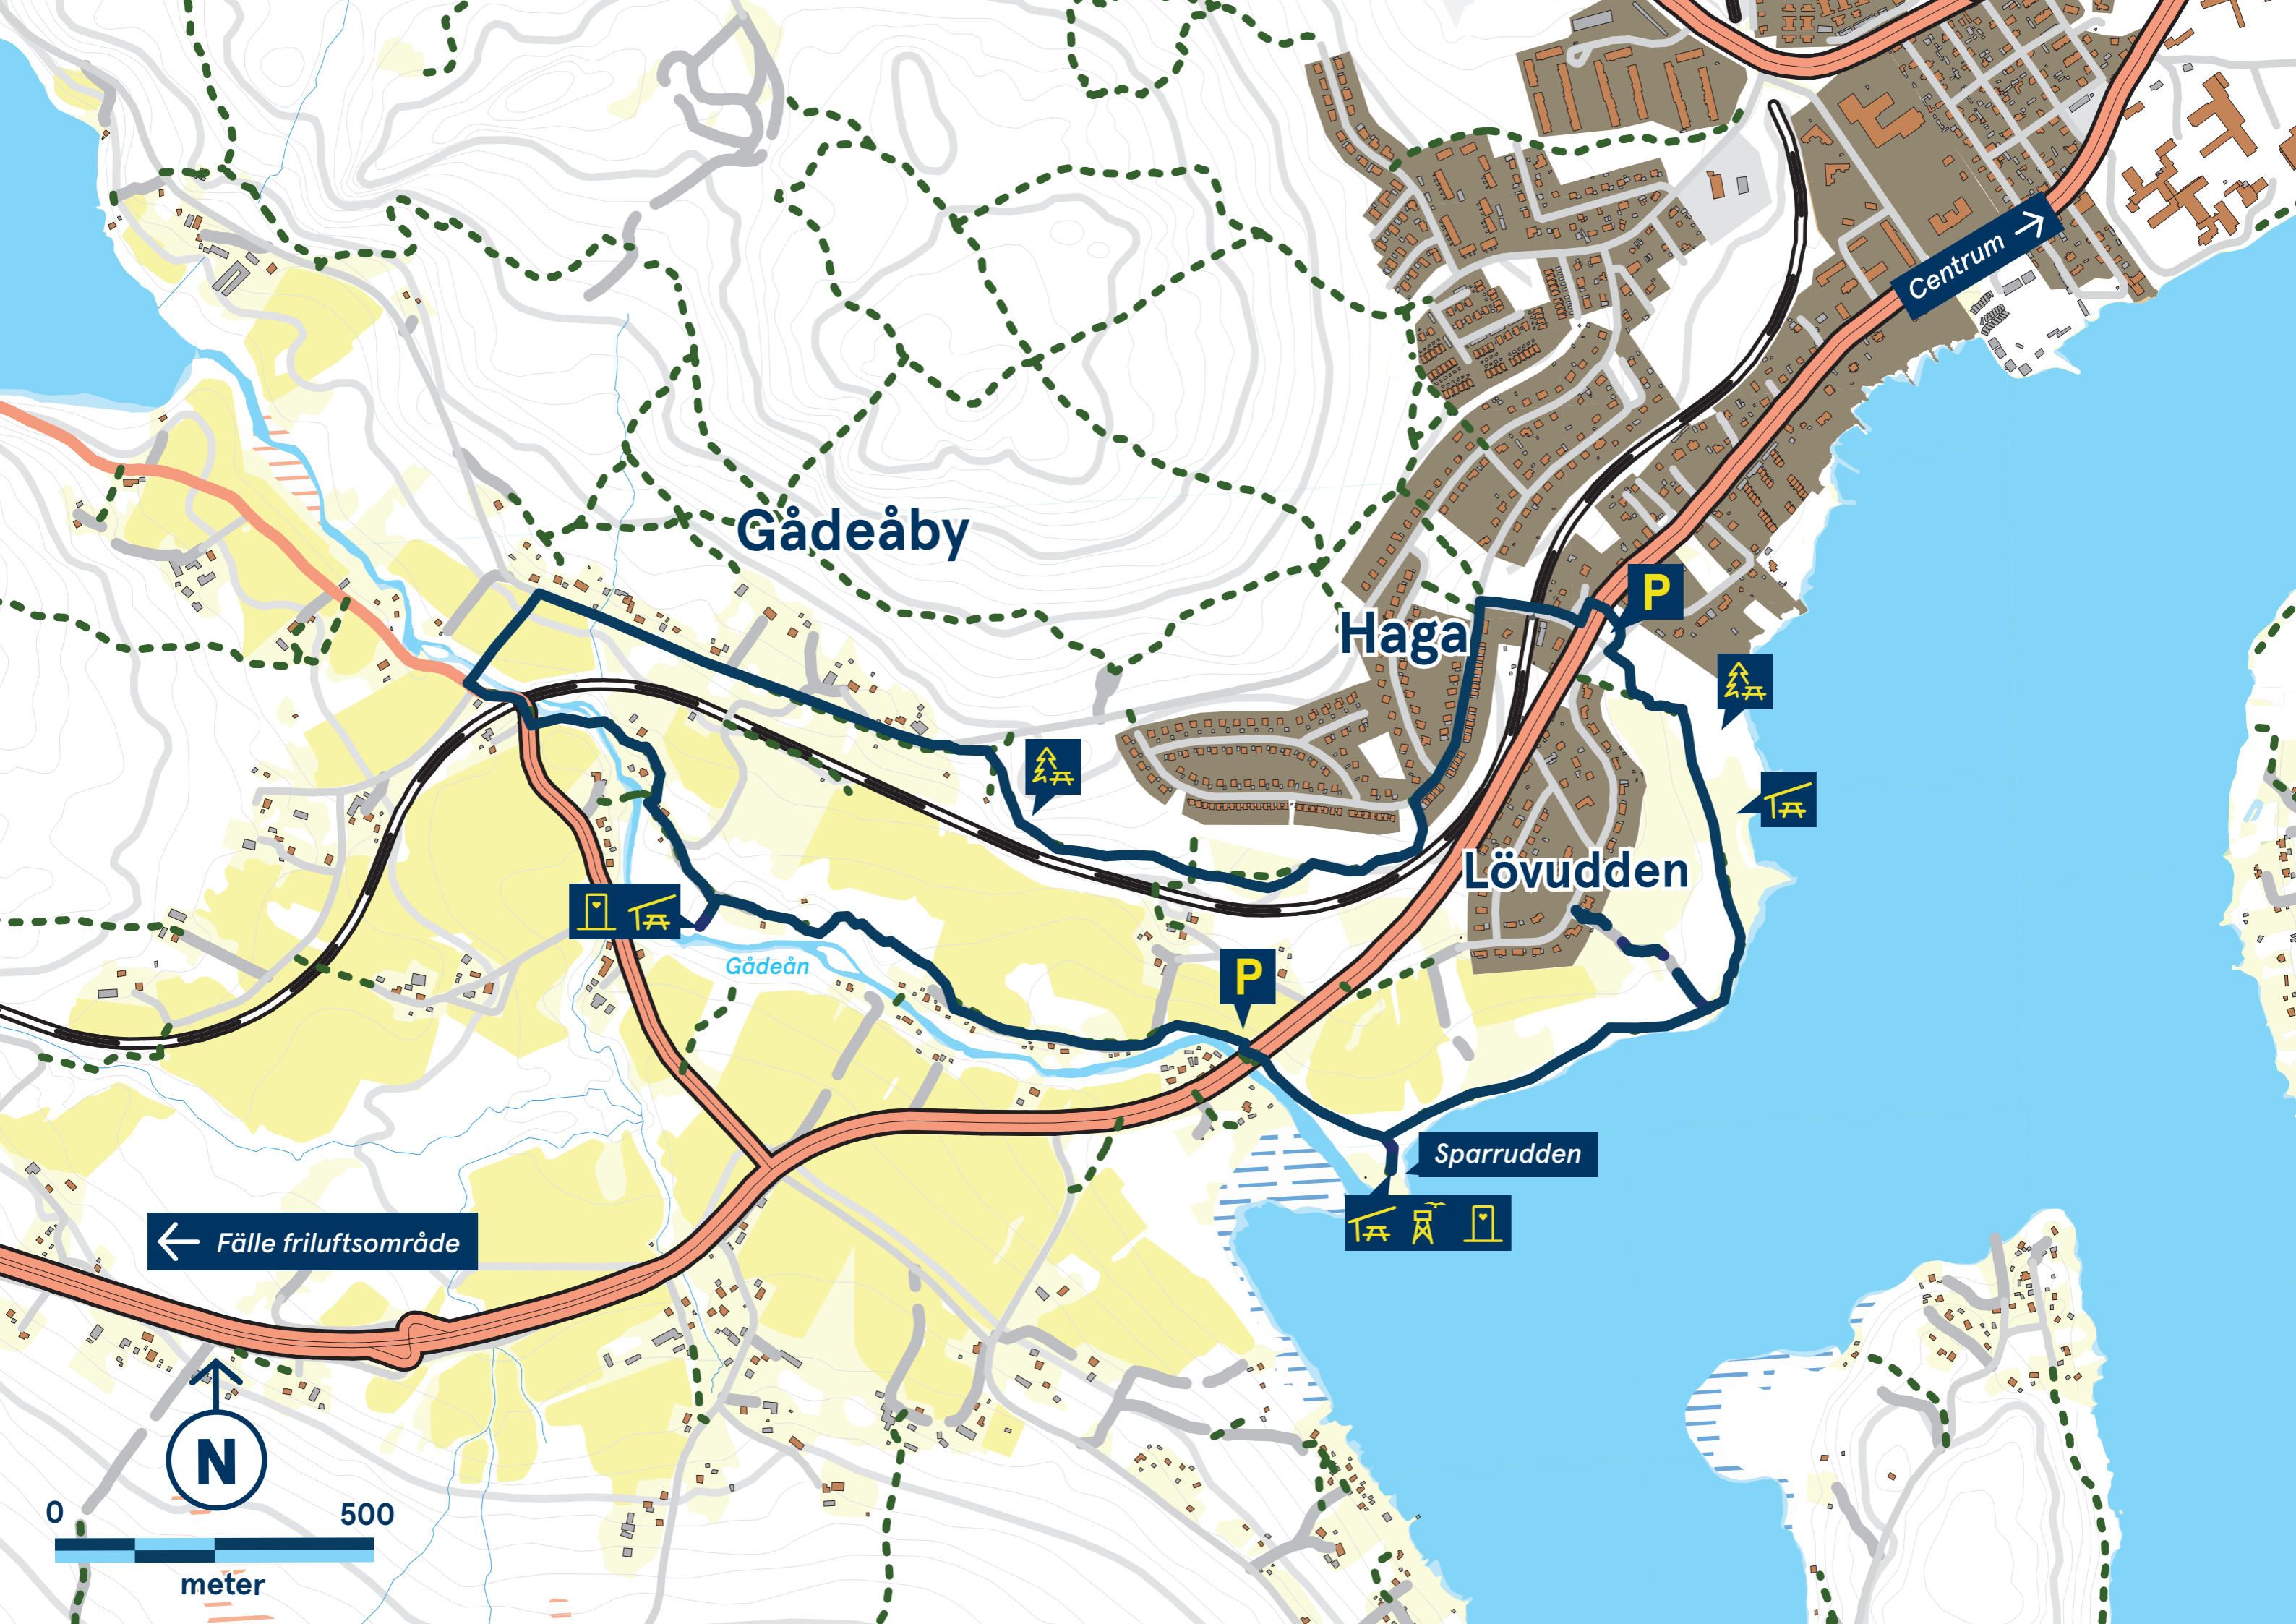 Centrum →
Gådeåby
P
Haga
Lövudden
Gådeån
P
Sparrudden
← Fälle friluftsområde
N
0 500
meter